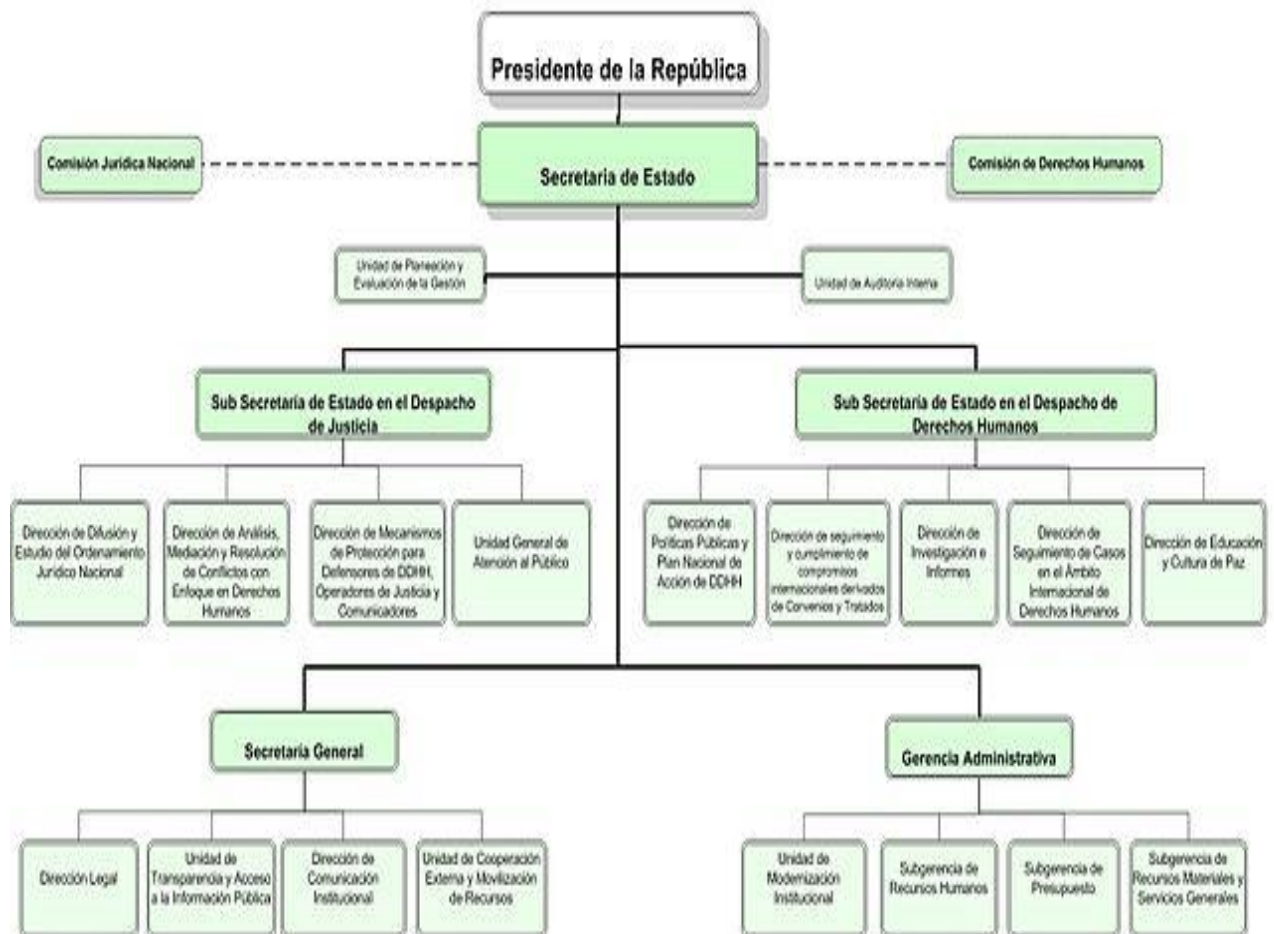 Presidente de la República
Secretaria de Estado
Comisión Jurídica Nacional
Comisión de Derechos Humanos
Unidad de Planeación y
Evaluación de la Gestión
Unidad de Auditoría Interna
Sub Secretaría de Estado en el Despacho
de Justicia
Sub Secretaría de Estado en el Despacho de
Derechos Humanos
Dirección de Difusión y
Estudio del Ordenamiento
Jurídico Nacional
Dirección de Análisis,
Mediación y Resolución
de Conflictos con
Enfoque en Derechos
Humanos
Dirección de Mecanismos
de Protección para
Defensores de DDHH,
Operadores de Justicia y
Comunicadores
Unidad General de
Atención al Público
Dirección de
Políticas Públicas y
Plan Nacional de
Acción de DDHH
Dirección de seguimiento
y cumplimiento de
compromisos
internacionales derivados
de Convenios y Tratados
Dirección de
Investigación e
Informes
Dirección de
Seguimiento de Casos
en el Ámbito
Internacional de
Derechos Humanos
Dirección de Educación
y Cultura de Paz
Secretaría General
Gerencia Administrativa
Dirección Legal
Unidad de
Transparencia y Acceso
a la Información Pública
Dirección de
Comunicación
Institucional
Unidad de Cooperación
Externa y Movilización
de Recursos
Unidad de
Modernización
Institucional
Subgerencia de
Recursos Humanos
Subgerencia de
Presupuesto
Subgerencia de
Recursos Materiales y
Servicios Generales